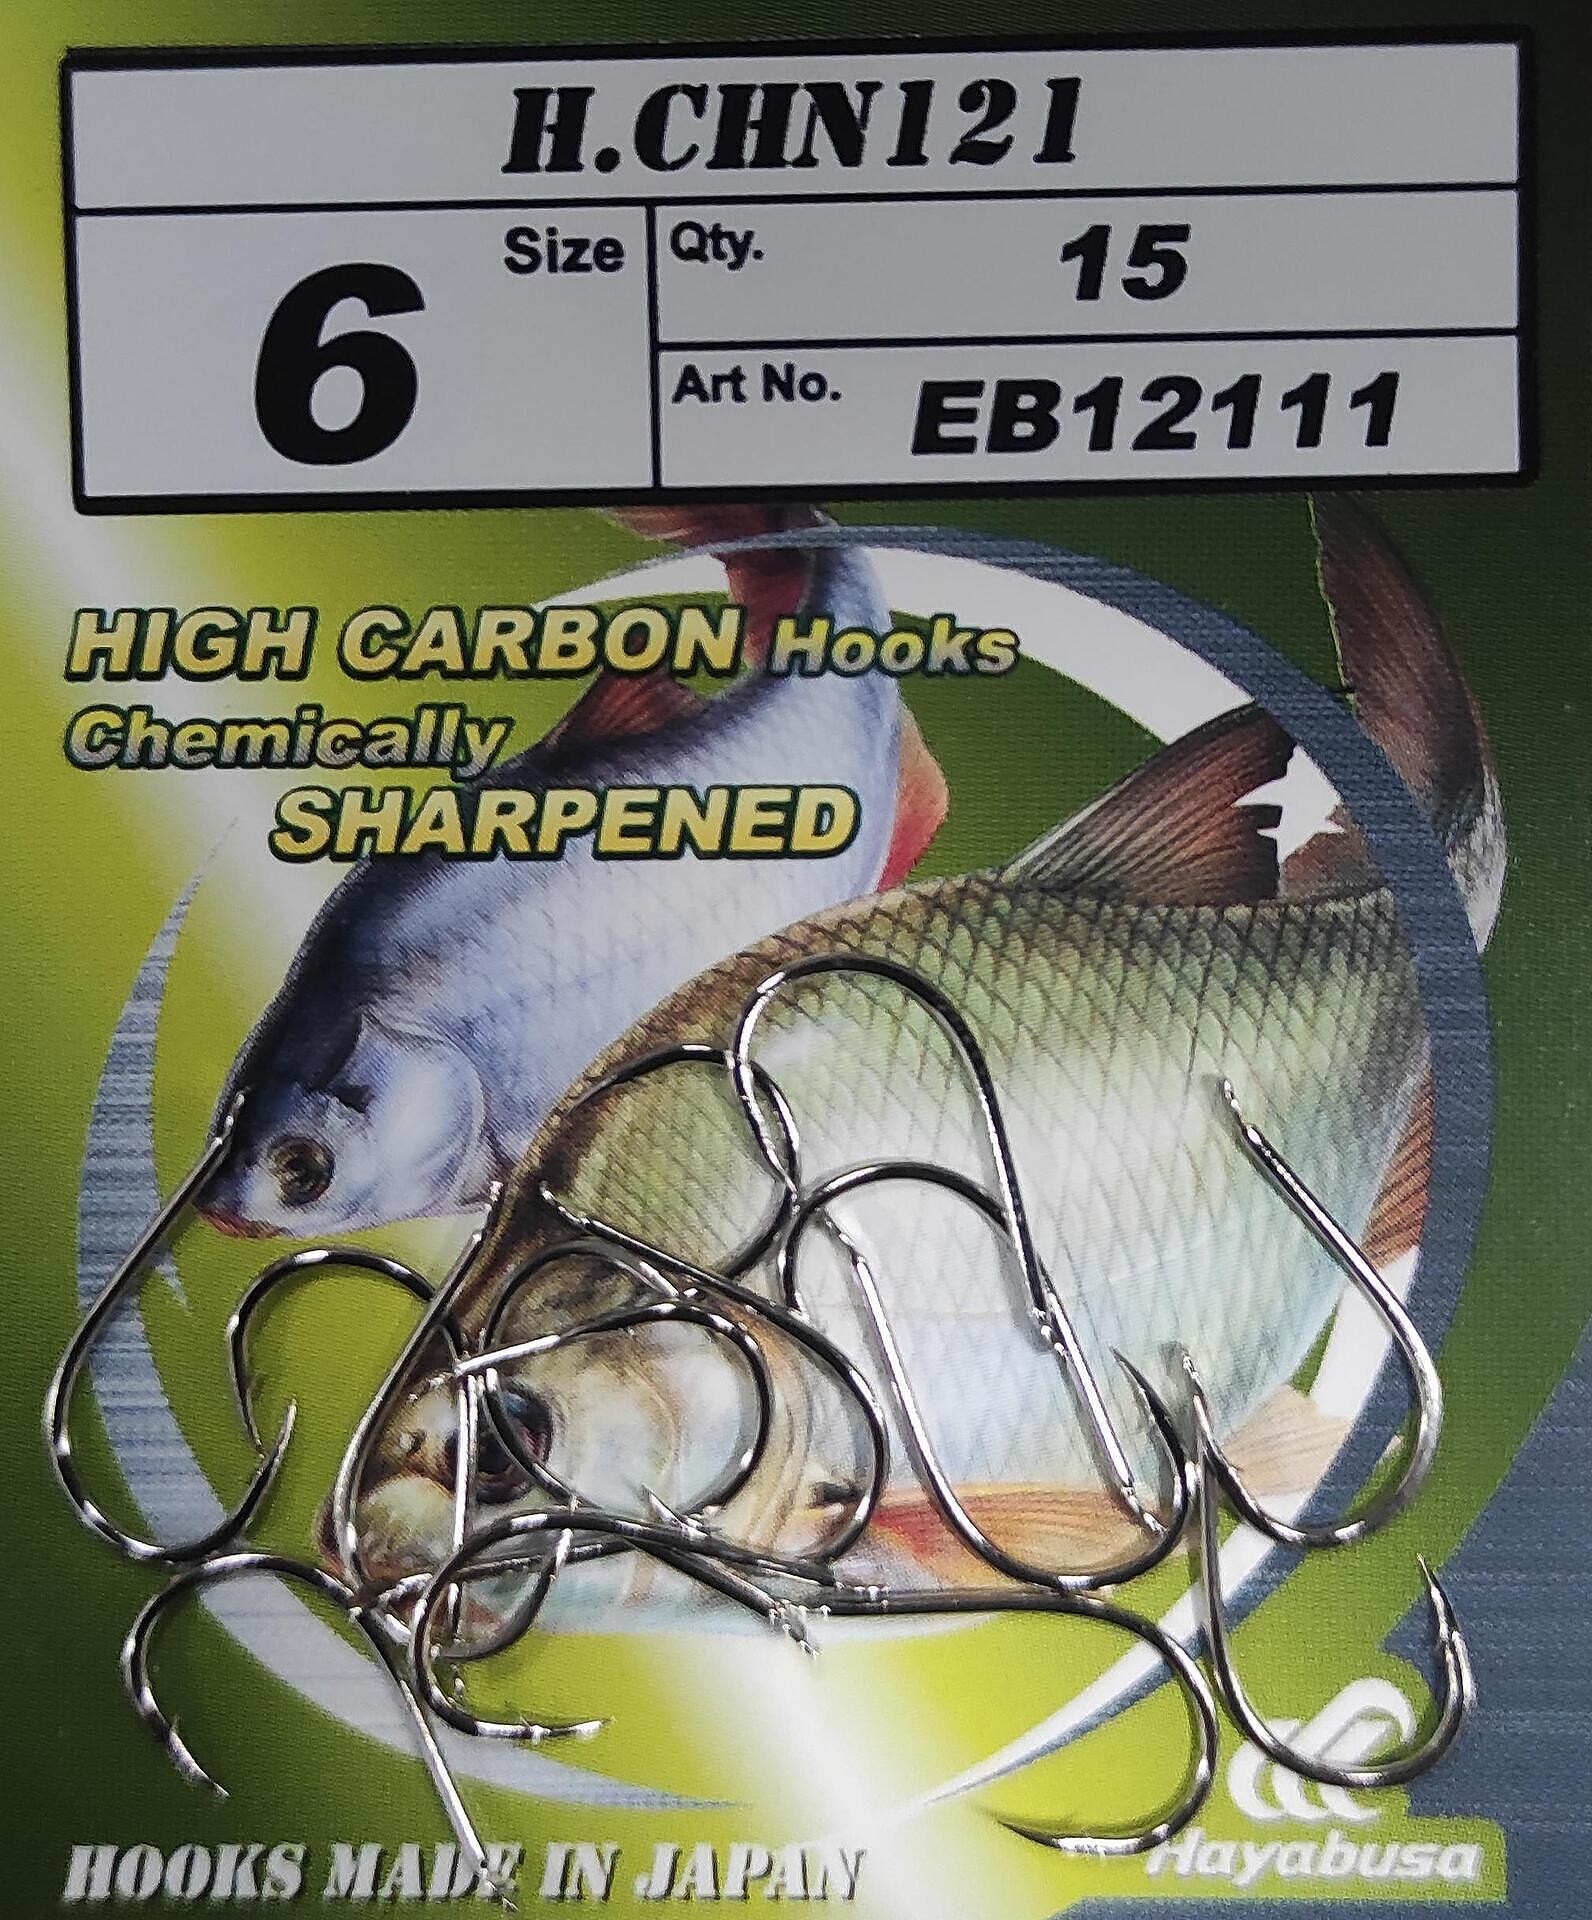 H.CHN121
Size
6
Qty. 15
Art No. EB12111
HIGH CARBON Hooks
Chemically
SHARPENED
HOOKS MADE IN JAPAN
Hayabusa